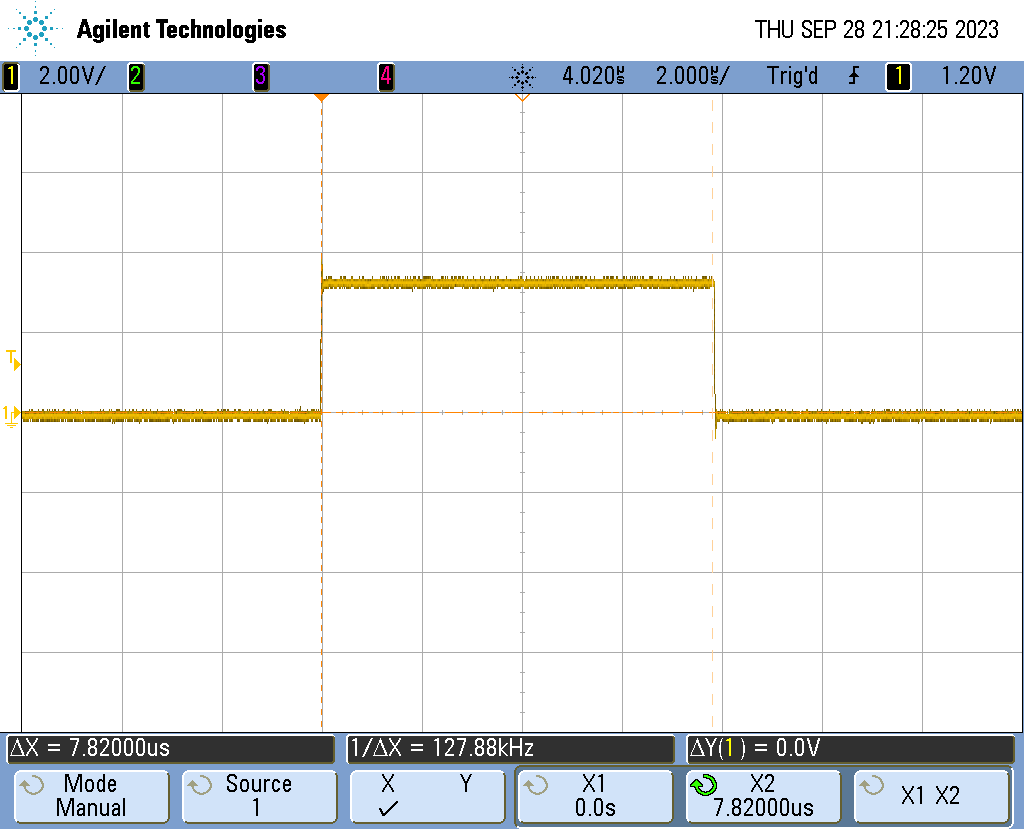 Agilent Technologies
THU SEP 28 21:28:25 2023
1 2.00V/ 2 3 4 4.020µs 2.000µs/ Trig'd 1 1.20V
T
1
ΔX = 7.82000us 1/ΔX = 127.88kHz ΔY(1) = 0.0V
Mode
Manual
Source
1
X Y
✓
X1
0.0s
X2
7.82000us
X1 X2